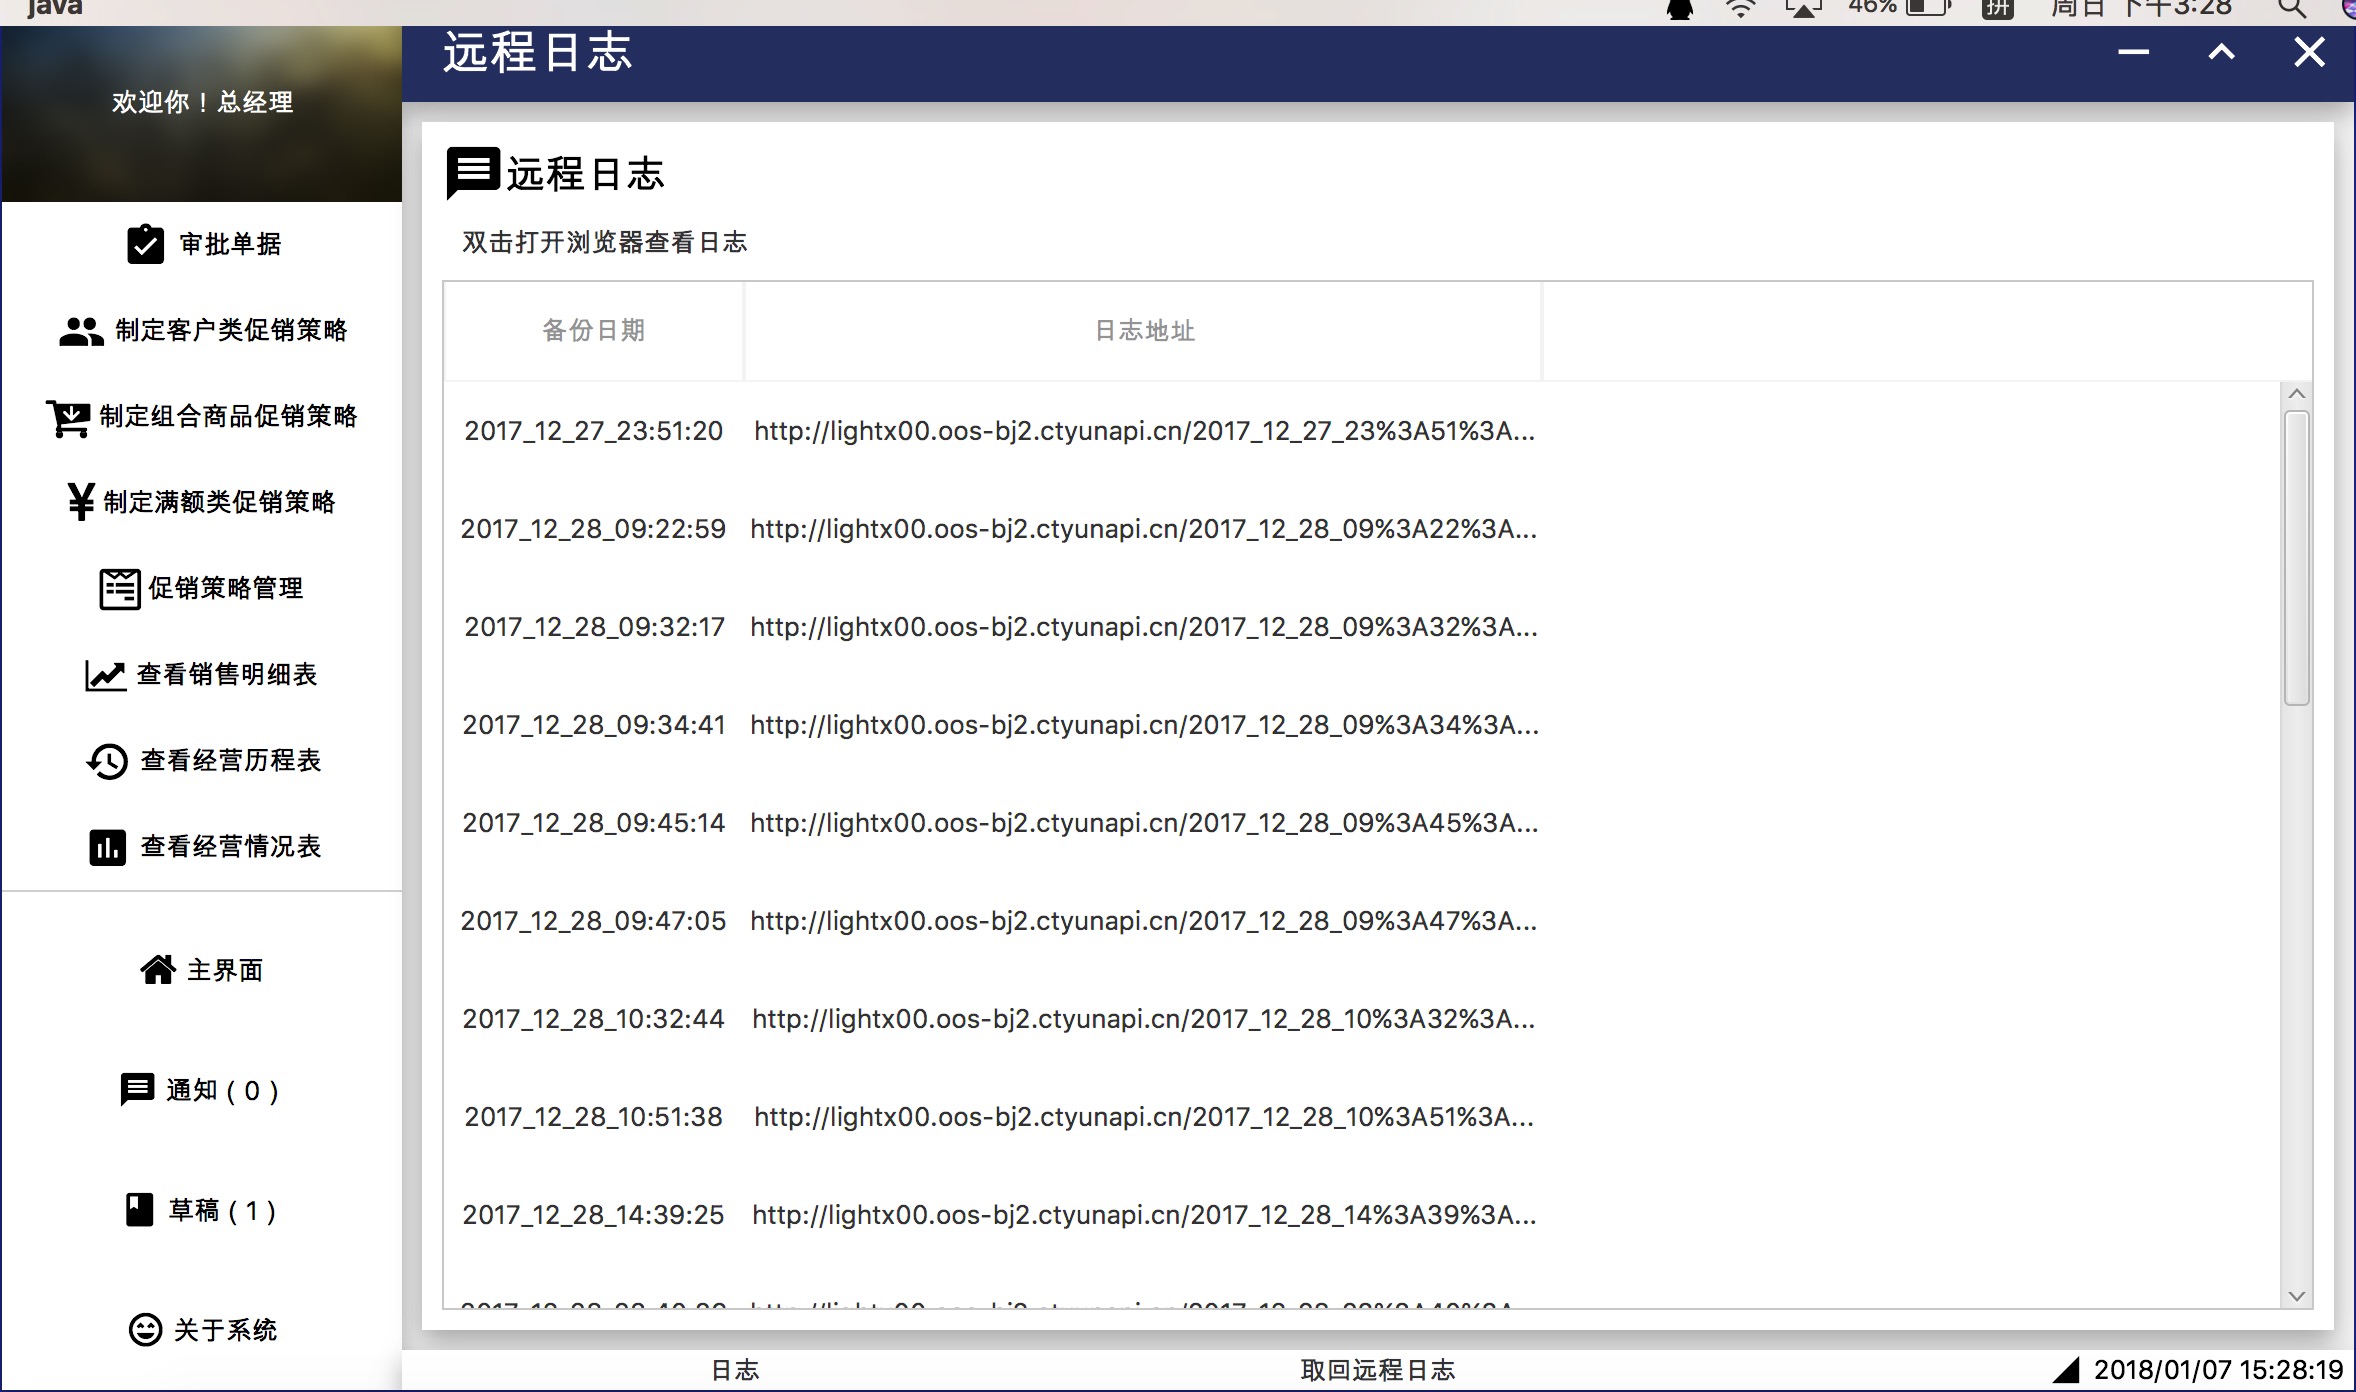 java
46%
拼
周日 下午3:28
远程日志
欢迎你！总经理
审批单据
制定客户类促销策略
制定组合商品促销策略
¥ 制定满额类促销策略
促销策略管理
查看销售明细表
查看经营历程表
查看经营情况表
主界面
通知 ( 0 )
草稿 ( 1 )
关于系统
远程日志
双击打开浏览器查看日志
备份日期 日志地址
2017_12_27_23:51:20 http://lightx00.oos-bj2.ctyunapi.cn/2017_12_27_23%3A51%3A...
2017_12_28_09:22:59 http://lightx00.oos-bj2.ctyunapi.cn/2017_12_28_09%3A22%3A...
2017_12_28_09:32:17 http://lightx00.oos-bj2.ctyunapi.cn/2017_12_28_09%3A32%3A...
2017_12_28_09:34:41 http://lightx00.oos-bj2.ctyunapi.cn/2017_12_28_09%3A34%3A...
2017_12_28_09:45:14 http://lightx00.oos-bj2.ctyunapi.cn/2017_12_28_09%3A45%3A...
2017_12_28_09:47:05 http://lightx00.oos-bj2.ctyunapi.cn/2017_12_28_09%3A47%3A...
2017_12_28_10:32:44 http://lightx00.oos-bj2.ctyunapi.cn/2017_12_28_10%3A32%3A...
2017_12_28_10:51:38 http://lightx00.oos-bj2.ctyunapi.cn/2017_12_28_10%3A51%3A...
2017_12_28_14:39:25 http://lightx00.oos-bj2.ctyunapi.cn/2017_12_28_14%3A39%3A...
日志 取回远程日志 2018/01/07 15:28:19